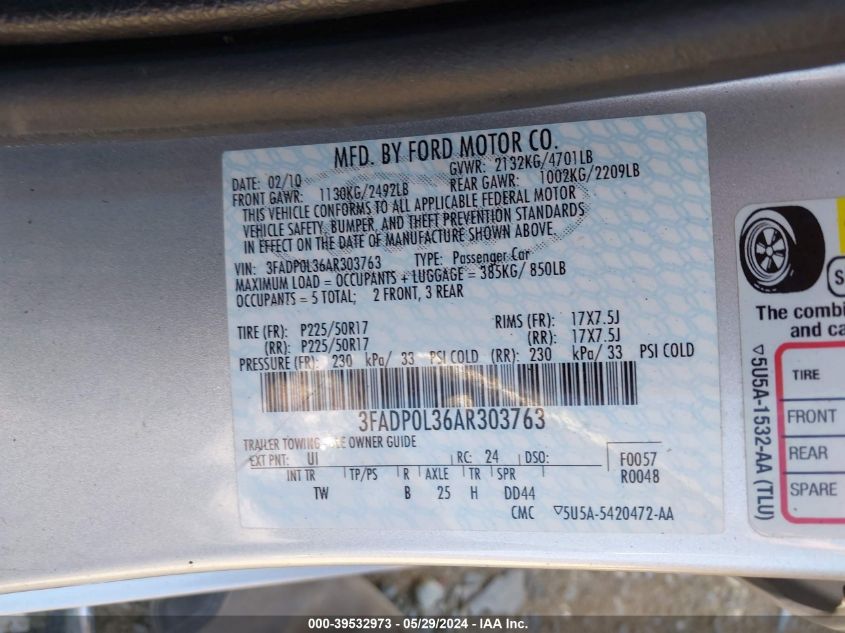 MFD. BY FORD MOTOR CO.
DATE: 02/10 GVWR: 2132KG/4701LB
FRONT GAWR: 1130KG/2492LB REAR GAWR: 1002KG/2209LB
THIS VEHICLE CONFORMS TO ALL APPLICABLE FEDERAL MOTOR
VEHICLE SAFETY, BUMPER, AND THEFT PREVENTION STANDARDS
IN EFFECT ON THE DATE OF MANUFACTURE SHOWN ABOVE.
VIN: 3FADP0L36AR303763 TYPE: Passenger Car
MAXIMUM LOAD = OCCUPANTS + LUGGAGE = 385KG/ 850LB
OCCUPANTS = 5 TOTAL; 2 FRONT, 3 REAR
TIRE (FR): P225/50R17 RIMS (FR): 17X7.5J
(RR): P225/50R17 (RR): 17X7.5J
PRESSURE (FR): 230 kPa/ 33 PSI COLD (RR): 230 kPa/ 33 PSI COLD
3FADP0L36AR303763
TRAILER TOWING OWNER GUIDE
EXT PNT: UI RC: 24 DSO: F0057
R0048
INT TR TP/PS R AXLE TR SPR
TW B 25 H DD44
CMC ▽5U5A-5420472-AA
S
The combi
and ca
TIRE
FRONT
REAR
SPARE
▽5U5A-1532-AA (TLU)
000-39532973 - 05/29/2024 - IAA Inc.